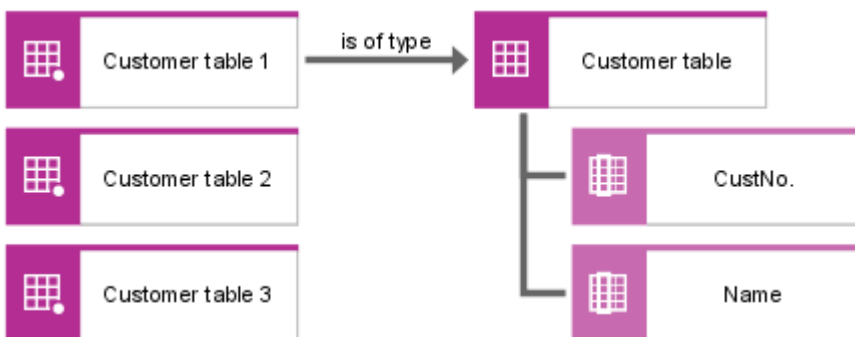 Customer table 1
is of type
Customer table
Customer table 2
CustNo.
Customer table 3
Name